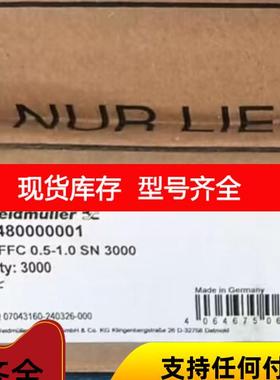 NUR LIE
现货库存 型号齐全
eidmüller
480000001
FFC 0.5-1.0 SN 3000
ty: 3000
Made in Germany
07043160-240326-000
eidmüller GmbH & Co. KG Klingenbergstraße 26 D-32758 Detmold
4 064675 0
支持任何付